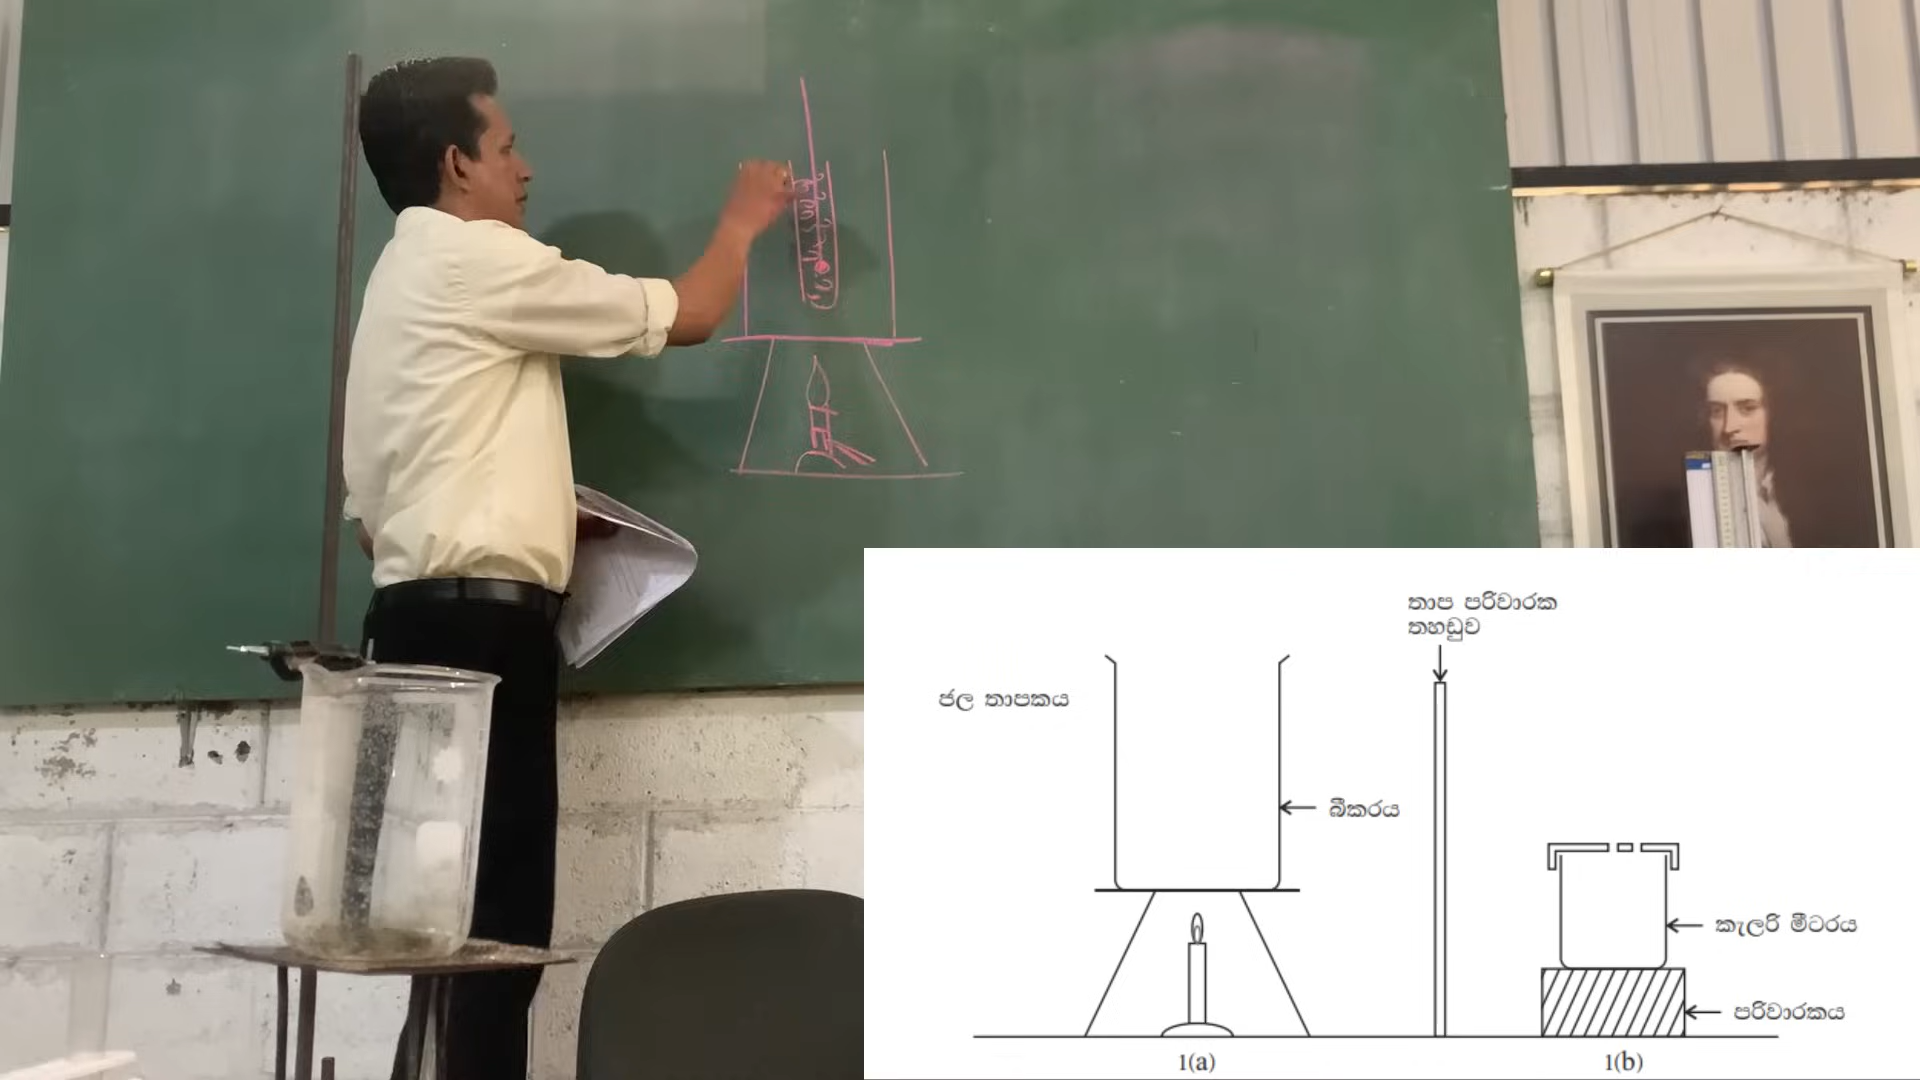 තාප පරිවාරක
තහඩුව
ජල තාපකය
බීකරය
කැලරි මීටරය
පරිවාරකය
1(a)
1(b)